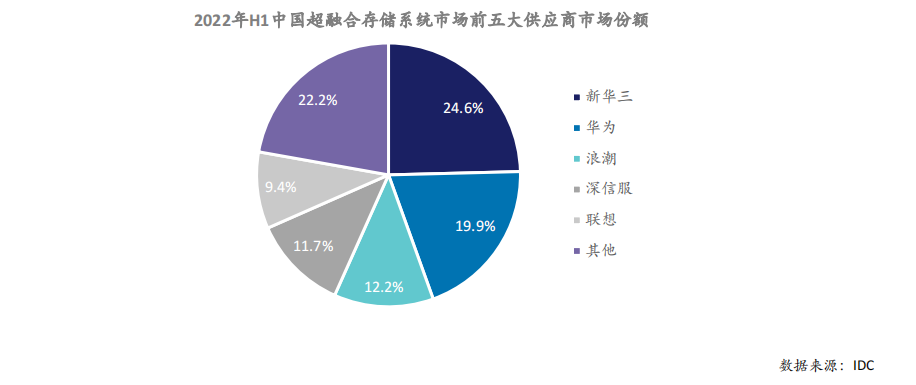 2022年H1中国超融合存储系统市场前五大供应商市场份额
22.2%
24.6%
新华三
华为
浪潮
9.4%
深信服
联想
19.9%
11.7%
其他
12.2%
数据来源：IDC